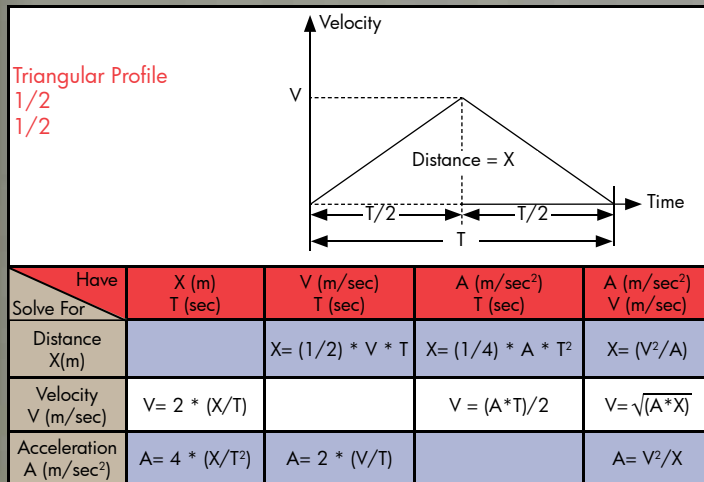 Velocity
Triangular Profile
1/2
1/2
V
Distance = X
Time
T/2
T/2
T
Have
Solve For
X (m)
T (sec)
V (m/sec)
T (sec)
A (m/sec²)
T (sec)
A (m/sec²)
V (m/sec)
Distance
X(m)
X= (1/2) * V * T
X= (1/4) * A * T²
X= (V²/A)
Velocity
V (m/sec)
V= 2 * (X/T)
V = (A*T)/2
V= √(A*X)
Acceleration
A (m/sec²)
A= 4 * (X/T²)
A= 2 * (V/T)
A= V²/X